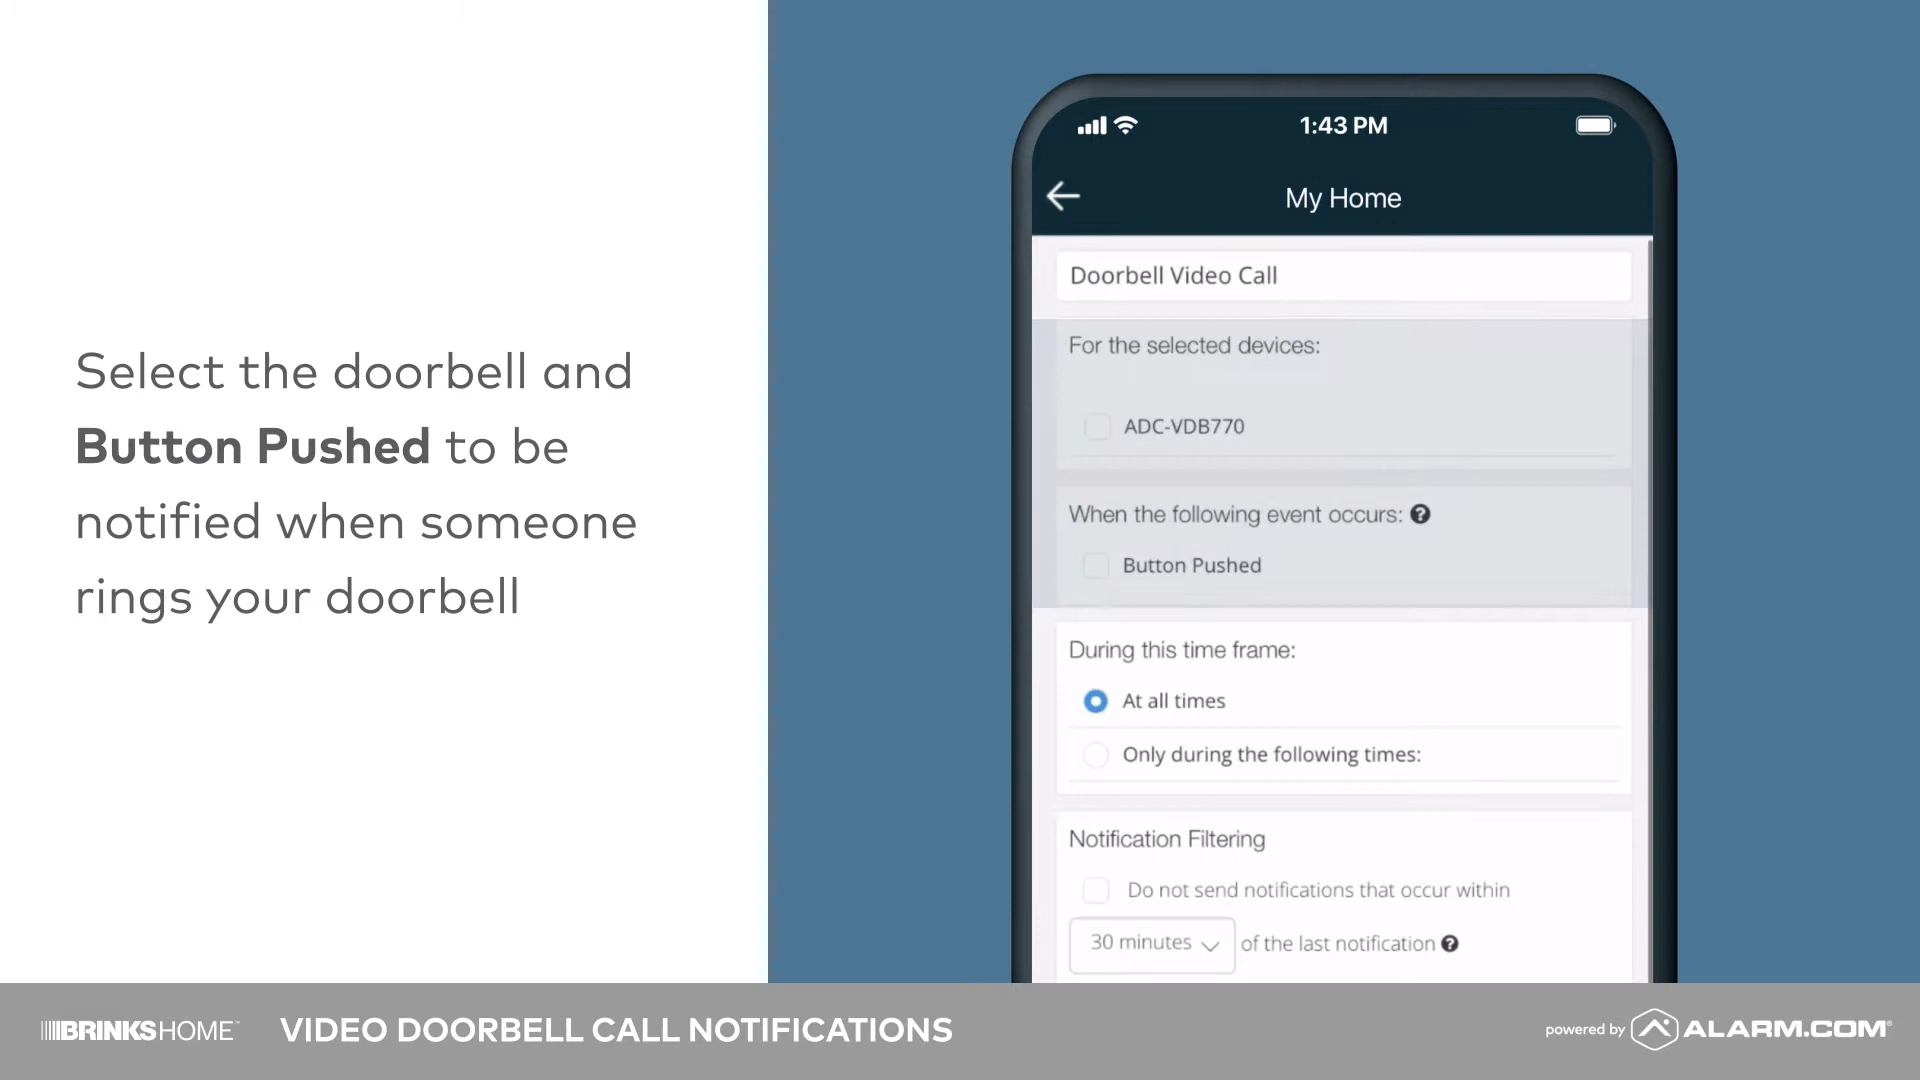 Select the doorbell and
Button Pushed to be
notified when someone
rings your doorbell
1:43 PM
My Home
Doorbell Video Call
For the selected devices:
ADC-VDB770
When the following event occurs: ?
Button Pushed
During this time frame:
At all times
Only during the following times:
Notification Filtering
Do not send notifications that occur within
30 minutes of the last notification ?
BRINKS HOME™ VIDEO DOORBELL CALL NOTIFICATIONS powered by ALARM.COM®